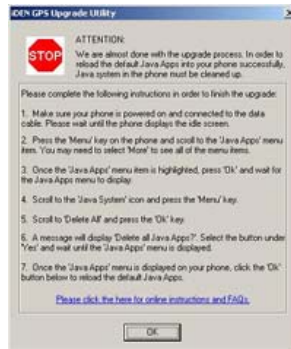 iDEN GPS Upgrade Utility
STOP
ATTENTION:
We are almost done with the upgrade process. In order to
reload the default Java Apps into your phone successfully,
Java system in the phone must be cleaned up.
Please complete the following instructions in order to finish the upgrade:
1. Make sure your phone is powered on and connected to the data
cable. Please wait until the phone displays the idle screen.
2. Press the 'Menu' key on the phone and scroll to the 'Java Apps' menu
item. You may need to select 'More' to see all of the menu items.
3. Once the 'Java Apps' menu item is highlighted, press 'Ok' and wait for
the Java Apps menu to display.
4. Scroll to the 'Java System' icon and press the 'Menu' key.
5. Scroll to 'Delete All' and press the 'Ok' key.
6. A message will display 'Delete all Java Apps?'. Select the button under
'Yes' and wait until the 'Java Apps' menu is displayed.
7. Once the 'Java Apps' menu is displayed on your phone, click the 'Ok'
button below to reload the default Java Apps.
Please click the here for online instructions and FAQs.
OK